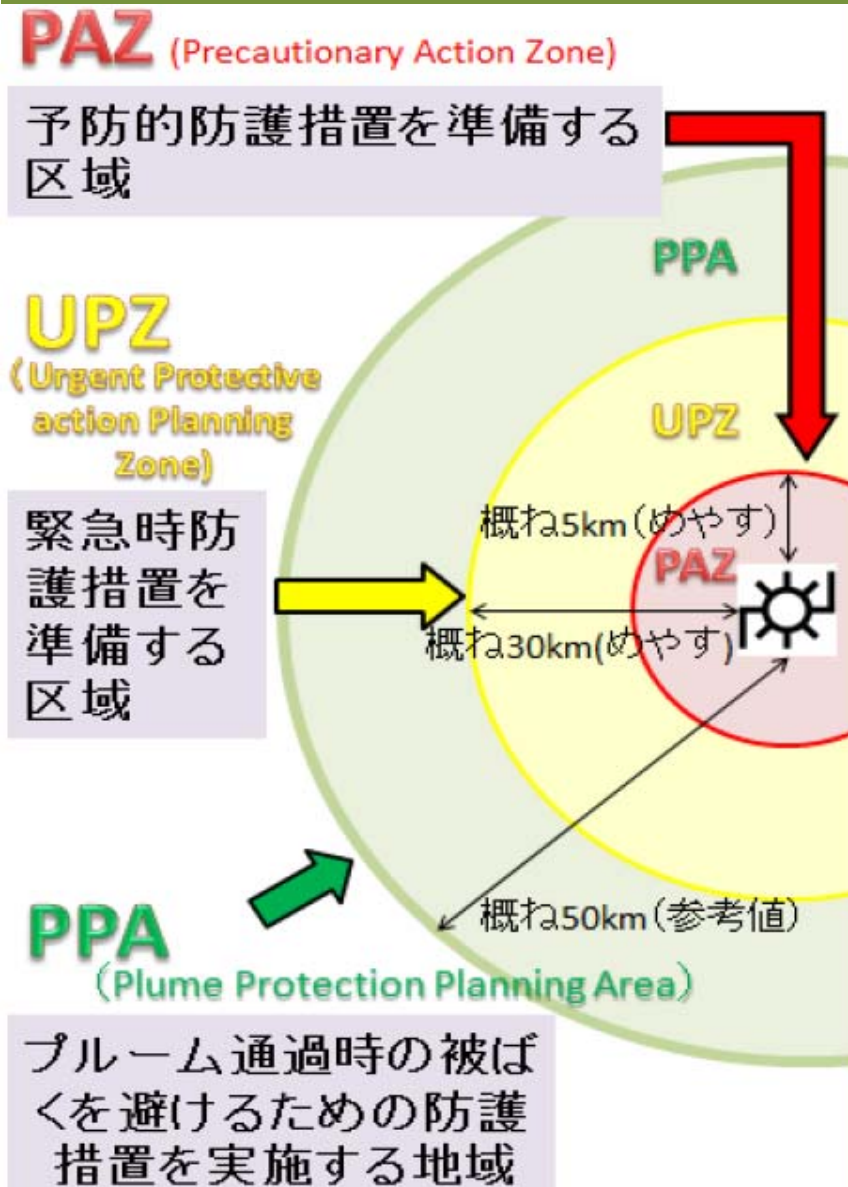 PAZ (Precautionary Action Zone)
予防的防護措置を準備する
区域
PPA
UPZ
(Urgent Protective
action Planning
Zone)
UPZ
緊急時防
護措置を
準備する
区域
概ね5km(めやす)
PAZ
概ね30km(めやす)
概ね50km(参考値)
PPA
(Plume Protection Planning Area)
プルーム通過時の被ば
くを避けるための防護
措置を実施する地域